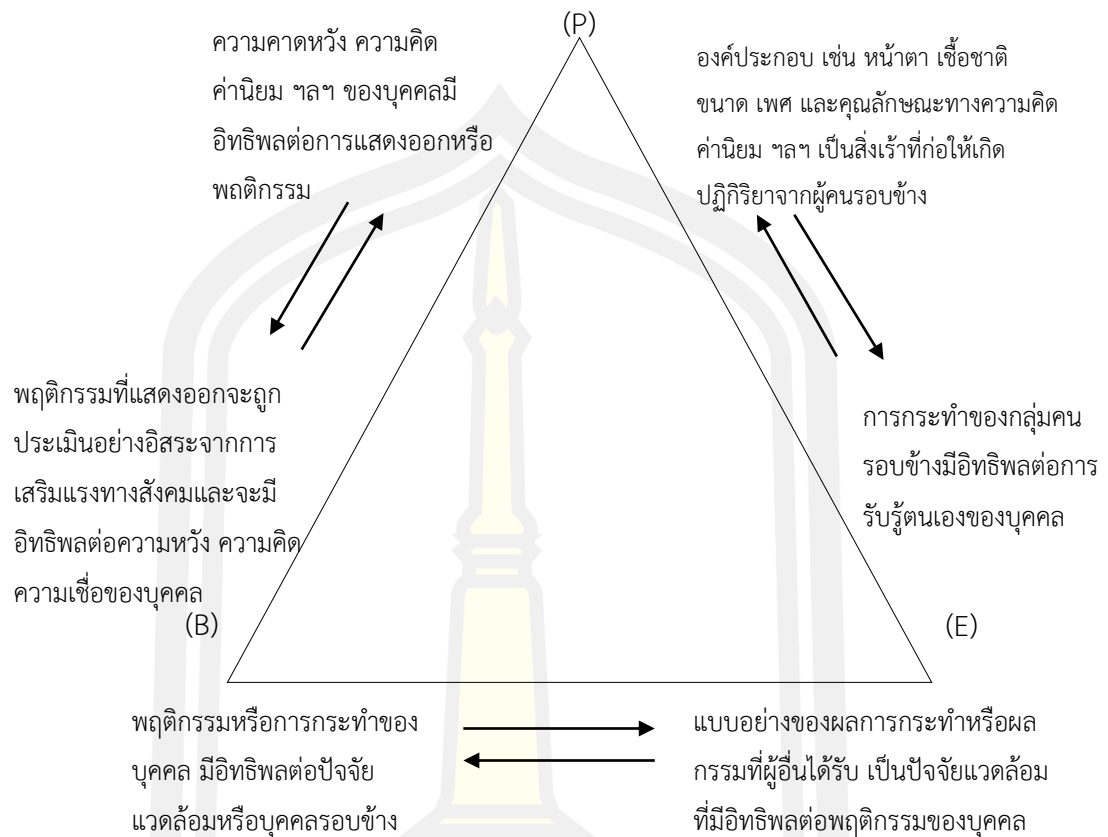 (P)
ความคาดหวัง ความคิด
ค่านิยม ฯลฯ ของบุคคลมี
อิทธิพลต่อการแสดงออกหรือ
พฤติกรรม
องค์ประกอบ เช่น หน้าตา เชื้อชาติ
ขนาด เพศ และคุณลักษณะทางความคิด
ค่านิยม ฯลฯ เป็นสิ่งเร้าที่ก่อให้เกิด
ปฏิกิริยาจากผู้คนรอบข้าง
พฤติกรรมที่แสดงออกจะถูก
ประเมินอย่างอิสระจากการ
เสริมแรงทางสังคมและจะมี
อิทธิพลต่อความหวัง ความคิด
ความเชื่อของบุคคล
การกระทำของกลุ่มคน
รอบข้างมีอิทธิพลต่อการ
รับรู้ตนเองของบุคคล
(B)
(E)
พฤติกรรมหรือการกระทำของ
บุคคล มีอิทธิพลต่อปัจจัย
แวดล้อมหรือบุคคลรอบข้าง
แบบอย่างของผลการกระทำหรือผล
กรรมที่ผู้อื่นได้รับ เป็นปัจจัยแวดล้อม
ที่มีอิทธิพลต่อพฤติกรรมของบุคคล